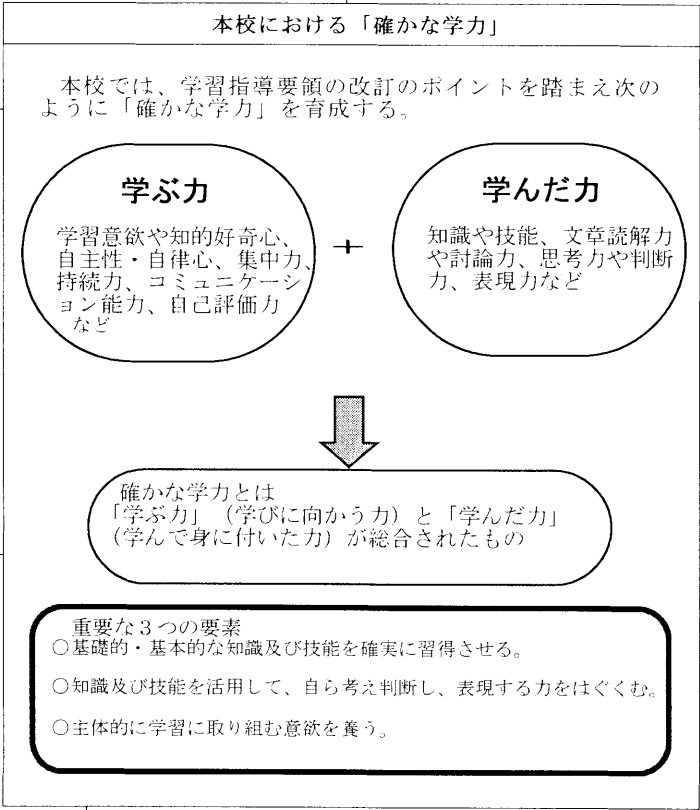 本校における「確かな学力」
本校では、学習指導要領の改訂のポイントを踏まえ次の
ように「確かな学力」を育成する。
学ぶ力
学習意欲や知的好奇心、
自主性・自律心、集中力、
持続力、コミュニケーシ
ョン能力、自己評価力
など
＋
学んだ力
知識や技能、文章読解力
や討論力、思考力や判断
力、表現力など
確かな学力とは
「学ぶ力」（学びに向かう力）と「学んだ力」
（学んで身に付いた力）が総合されたもの
重要な３つの要素
○基礎的・基本的な知識及び技能を確実に習得させる。
○知識及び技能を活用して、自ら考え判断し、表現する力をはぐくむ。
○主体的に学習に取り組む意欲を養う。